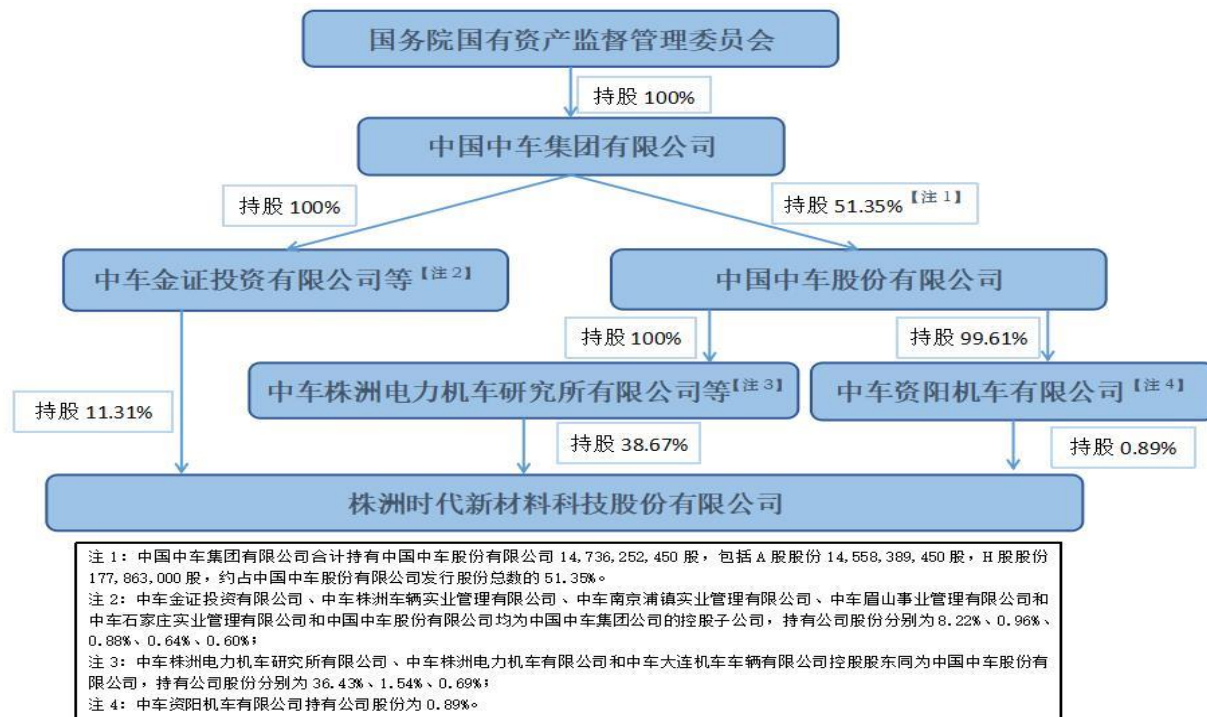 国务院国有资产监督管理委员会
持股 100%
中国中车集团有限公司
持股 100%
持股 51.35%【注 1】
中车金证投资有限公司等【注 2】
中国中车股份有限公司
持股 100%
持股 99.61%
中车株洲电力机车研究所有限公司等【注 3】
中车资阳机车有限公司【注 4】
持股 11.31%
持股 38.67%
持股 0.89%
株洲时代新材料科技股份有限公司
注 1：中国中车集团有限公司合计持有中国中车股份有限公司 14,736,252,450 股，包括 A 股股份 14,558,389,450 股，H 股股份
177,863,000 股，约占中国中车股份有限公司发行股份总数的 51.35%。
注 2：中车金证投资有限公司、中车株洲车辆实业管理有限公司、中车南京浦镇实业管理有限公司、中车眉山事业管理有限公司和
中车石家庄实业管理有限公司和中国中车股份有限公司均为中国中车集团公司的控股子公司，持有公司股份分别为 8.22%、0.96%、
0.88%、0.64%、0.60%；
注 3：中车株洲电力机车研究所有限公司、中车株洲电力机车有限公司和中车大连机车车辆有限公司控股股东同为中国中车股份有
限公司，持有公司股份分别为 36.43%、1.54%、0.69%；
注 4：中车资阳机车有限公司持有公司股份为 0.89%。